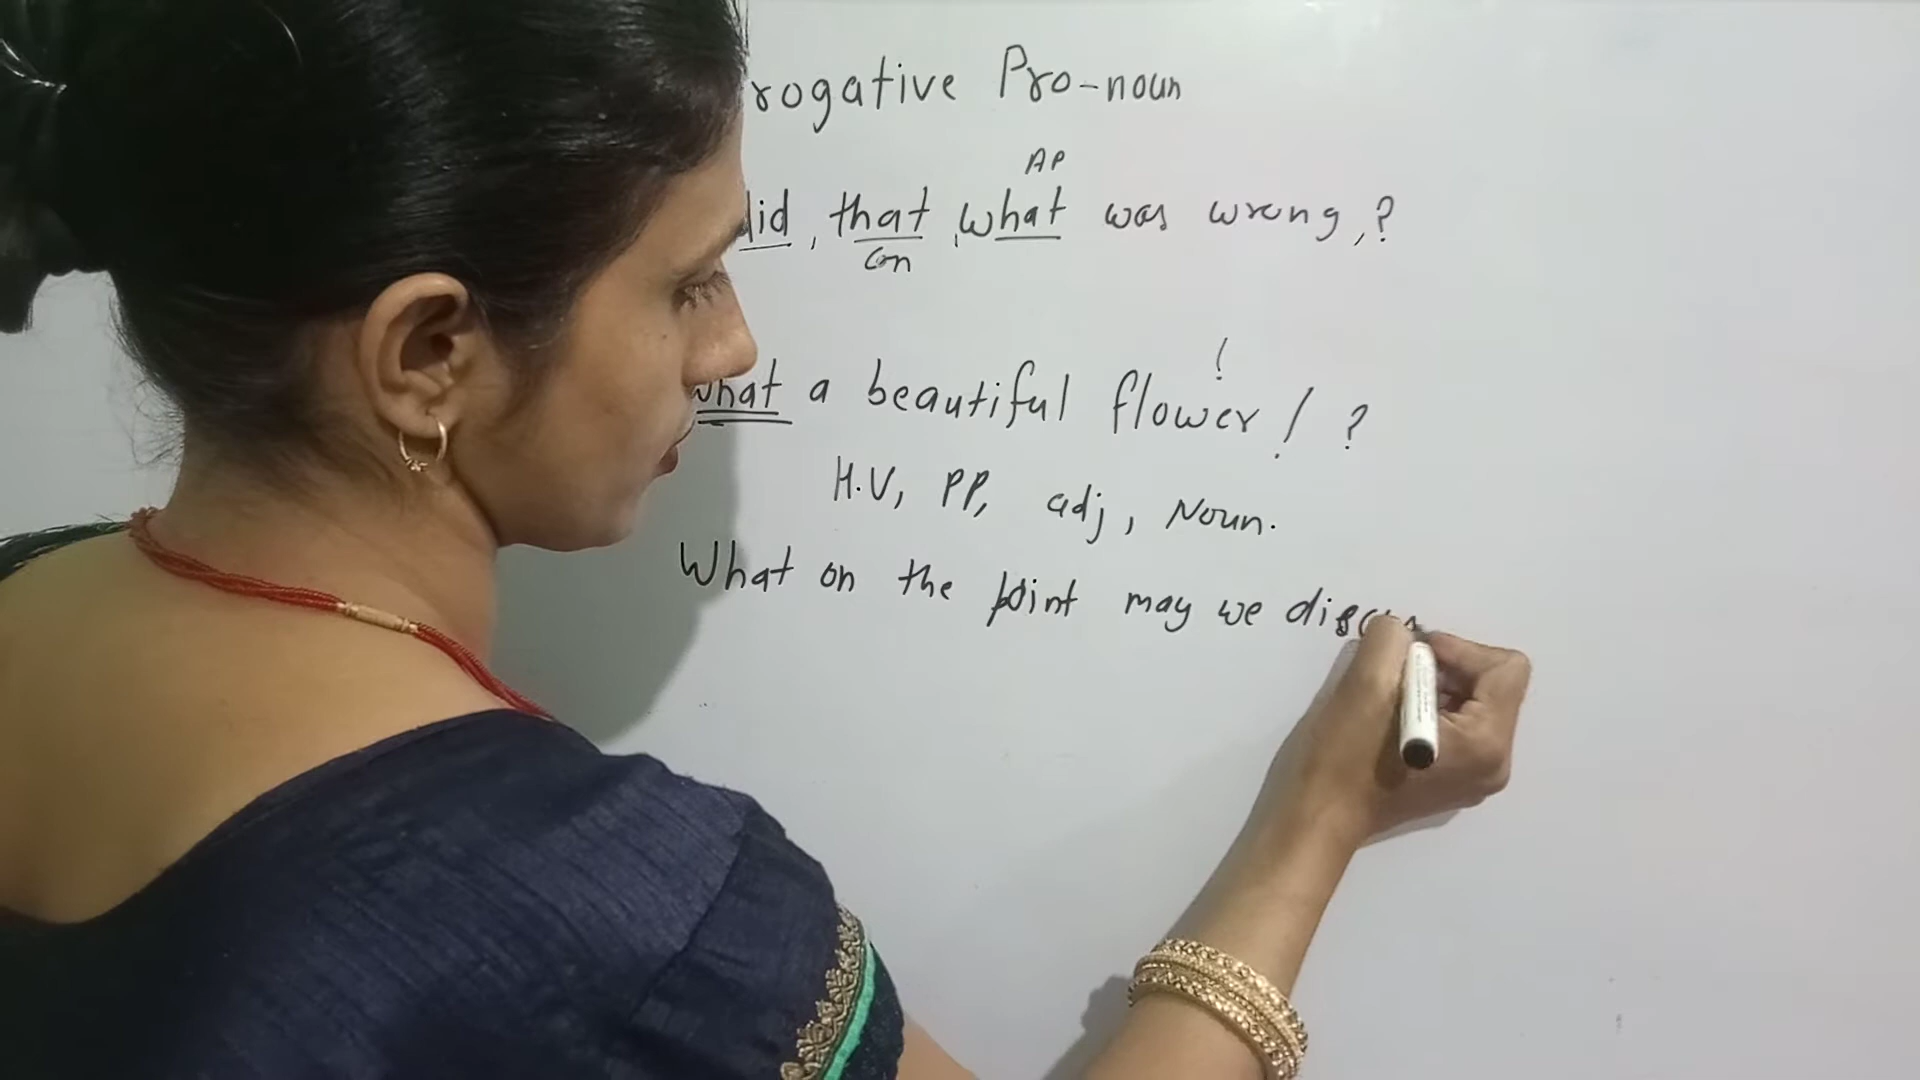 rogative Pro-noun
AP
did, that, what was wrong,?
con
!
what a beautiful flower! ?
H.V, PP, adj, Noun.
What on the point may we